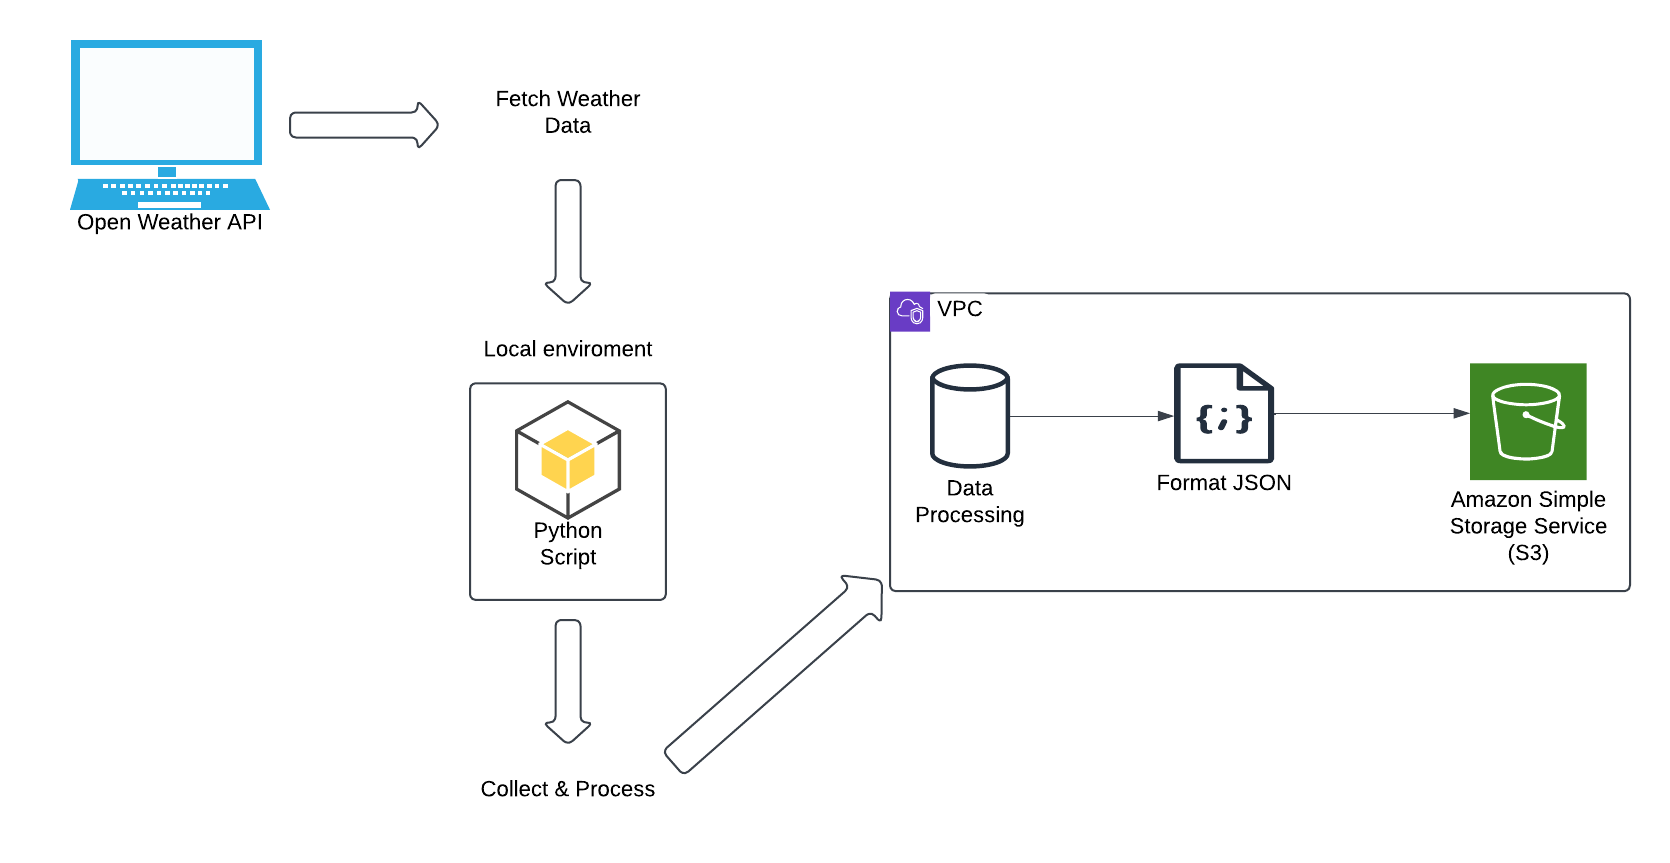 Open Weather API
Fetch Weather
Data
Local enviroment
Python
Script
Collect & Process
VPC
Data
Processing
{;}
Format JSON
Amazon Simple
Storage Service
(S3)